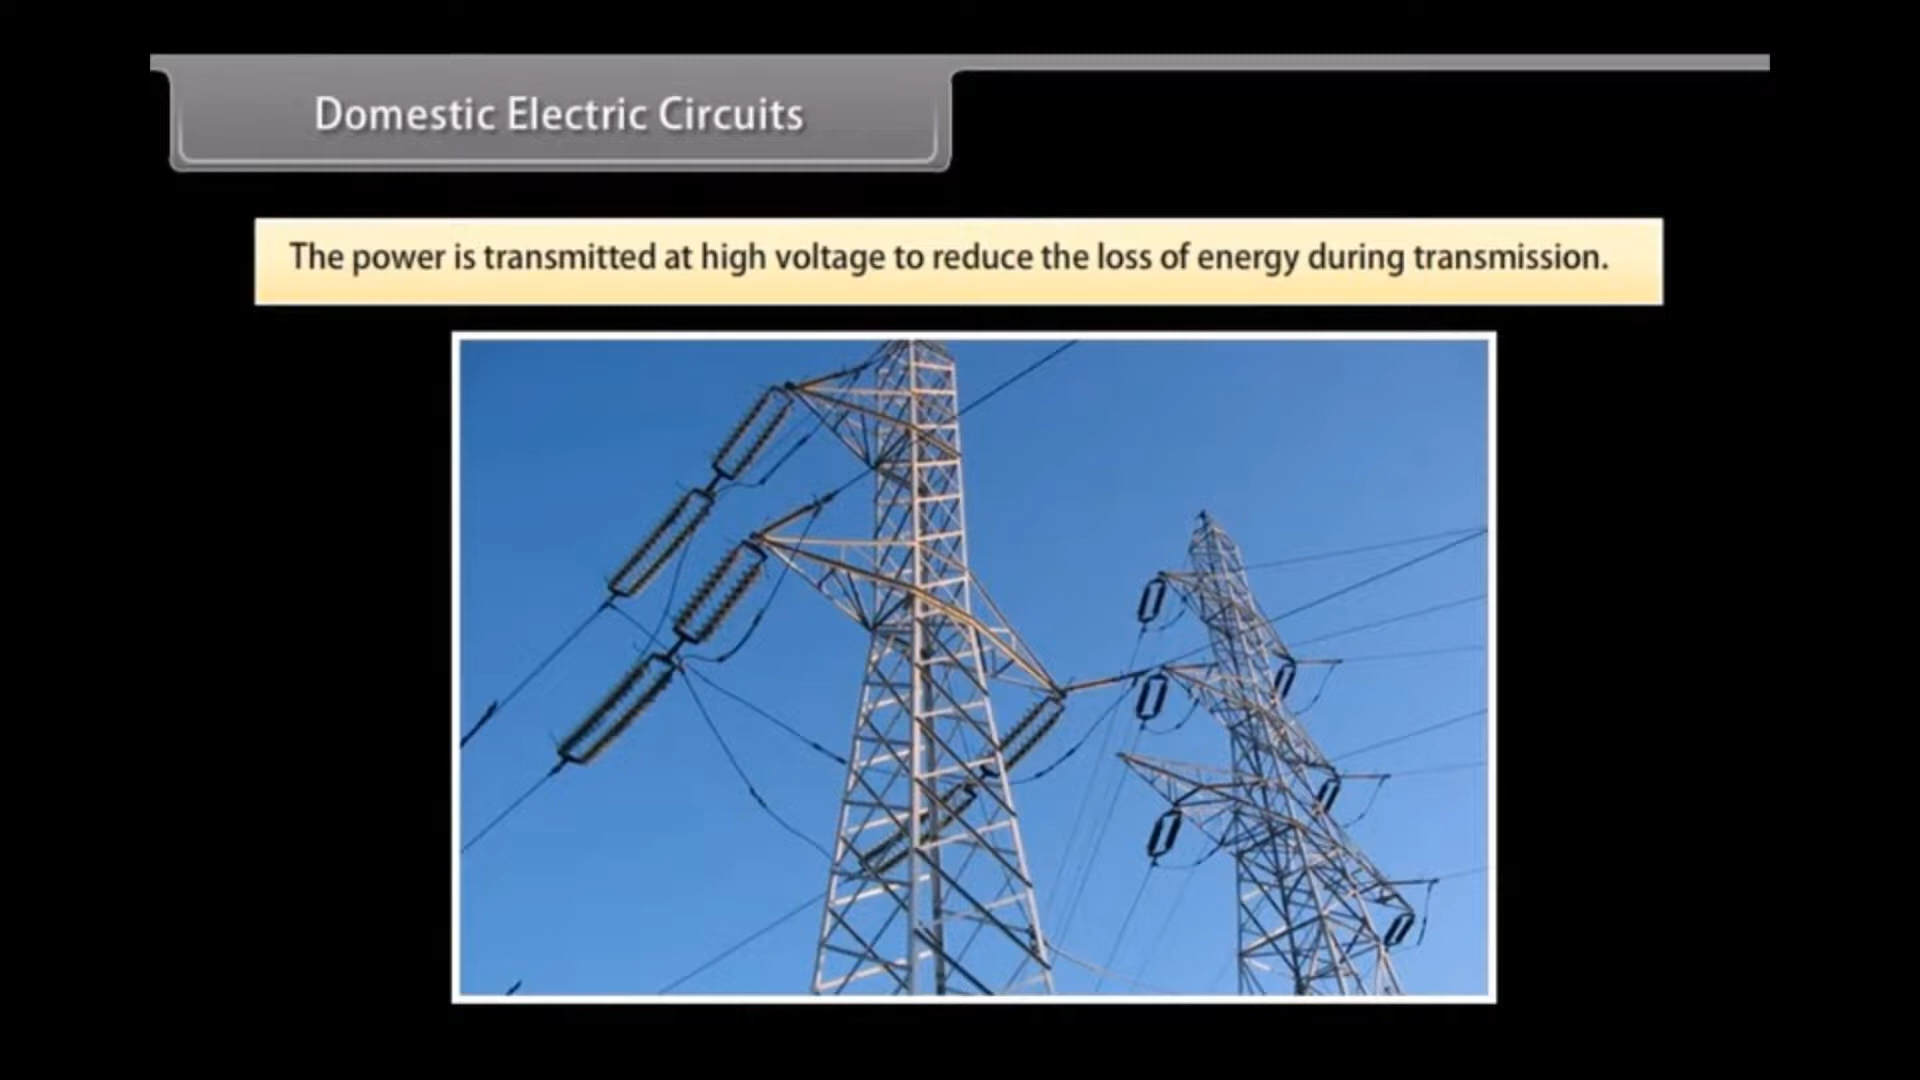 Domestic Electric Circuits
The power is transmitted at high voltage to reduce the loss of energy during transmission.